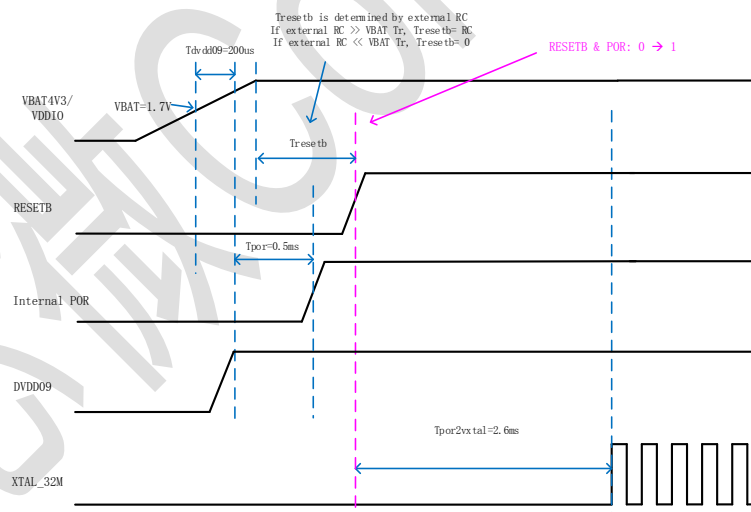 Tresetb is determined by external RC
If external RC >> VBAT Tr, Tresetb= RC
If external RC << VBAT Tr, Tresetb= 0
RESETB & POR: 0 → 1
Tdvdd09=200us
VBAT4V3/
VDDIO
VBAT=1.7V
Tresetb
RESETB
Tpor=0.5ms
Internal POR
DVDD09
Tpor2vxtal=2.6ms
XTAL_32M